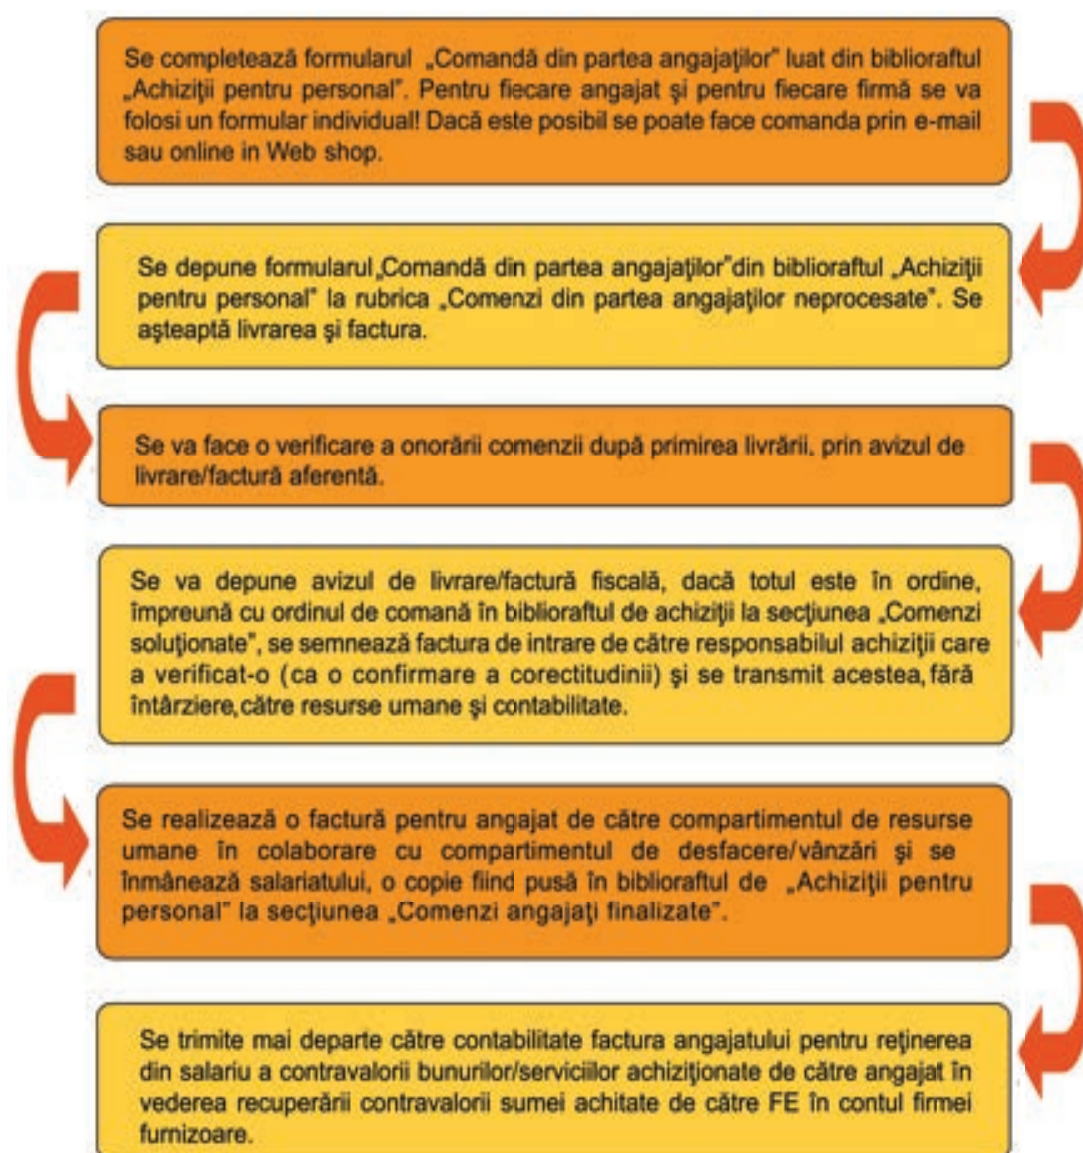 Se completează formularul „Comandă din partea angajaţilor” luat din biblioraftul
„Achiziţii pentru personal”. Pentru fiecare angajat şi pentru fiecare firmă se va
folosi un formular individual! Dacă este posibil se poate face comanda prin e-mail
sau online in Web shop.
Se depune formularul „Comandă din partea angajaţilor” din biblioraftul „Achiziţii
pentru personal” la rubrica „Comenzi din partea angajaţilor neprocesate”. Se
aşteaptă livrarea şi factura.
Se va face o verificare a onorării comenzii după primirea livrării, prin avizul de
livrare/factură aferentă.
Se va depune avizul de livrare/factură fiscală, dacă totul este în ordine,
împreună cu ordinul de comană în biblioraftul de achiziţii la secţiunea „Comenzi
soluţionate”, se semnează factura de intrare de către responsabilul achiziţii care
a verificat-o (ca o confirmare a corectitudinii) şi se transmit acestea, fără
întârziere, către resurse umane şi contabilitate.
Se realizează o factură pentru angajat de către compartimentul de resurse
umane în colaborare cu compartimentul de desfacere/vânzări şi se
înmânează salariatului, o copie fiind pusă în biblioraftul de „Achiziţii pentru
personal” la secţiunea „Comenzi angajaţi finalizate”.
Se trimite mai departe către contabilitate factura angajatului pentru reţinerea
din salariu a contravalorii bunurilor/serviciilor achiziţionate de către angajat în
vederea recuperării contravalorii sumei achitate de către FE în contul firmei
furnizoare.